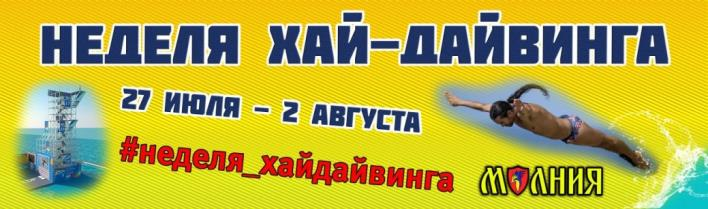 НЕДЕЛЯ ХАЙ-ДАЙВИНГА
27 ИЮЛЯ - 2 АВГУСТА
#неделя_хайдайвинга
МОЛНИЯ